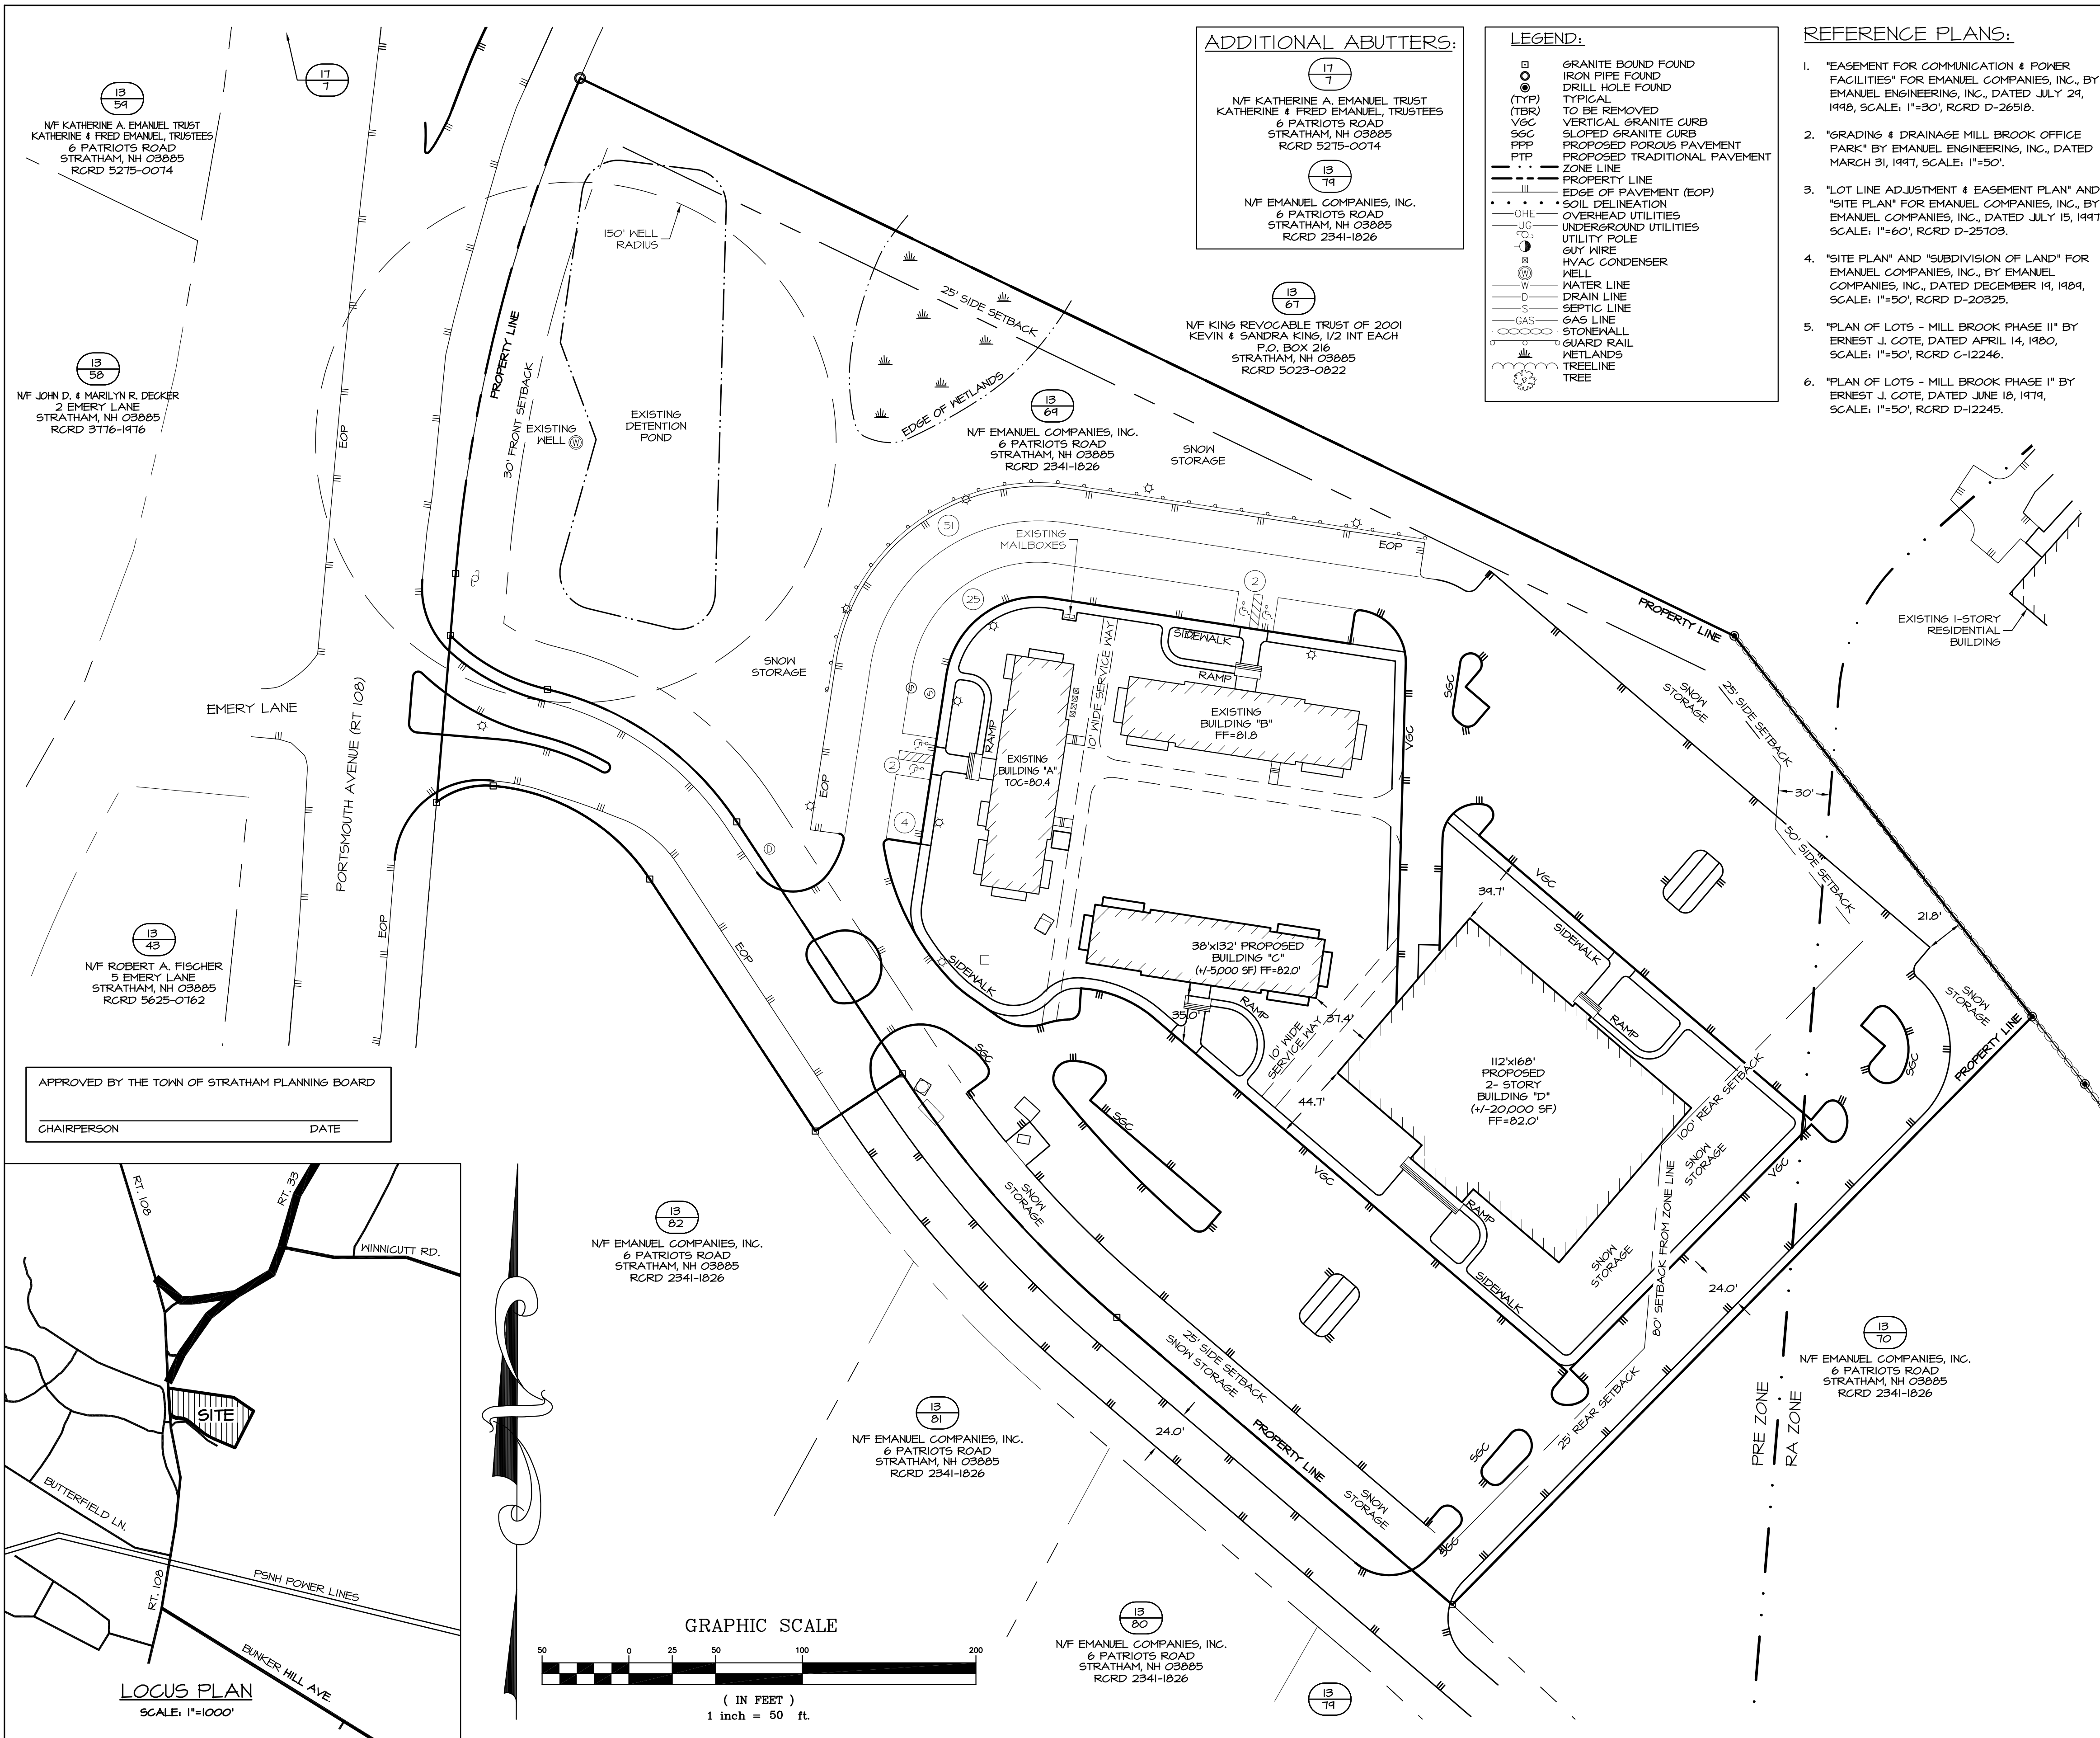 17
7
13
59
N/F KATHERINE A. EMANUEL TRUST
KATHERINE & FRED EMANUEL, TRUSTEES
6 PATRIOTS ROAD
STRATHAM, NH 03885
RCRD 5275-0074
13
58
N/F JOHN D. & MARILYN R. DECKER
2 EMERY LANE
STRATHAM, NH 03885
RCRD 3776-1976
13
43
N/F ROBERT A. FISCHER
5 EMERY LANE
STRATHAM, NH 03885
RCRD 5625-0762
EMERY LANE
PORTSMOUTH AVENUE (RT 108)
EOP
EOP
EOP
EOP
EOP
PROPERTY LINE
30' FRONT SETBACK
150' WELL
RADIUS
EXISTING
WELL
W
EXISTING
DETENTION
POND
25' SIDE SETBACK
EDGE OF WETLANDS
ADDITIONAL ABUTTERS:
17
7
N/F KATHERINE A. EMANUEL TRUST
KATHERINE & FRED EMANUEL, TRUSTEES
6 PATRIOTS ROAD
STRATHAM, NH 03885
RCRD 5275-0074
13
79
N/F EMANUEL COMPANIES, INC.
6 PATRIOTS ROAD
STRATHAM, NH 03885
RCRD 2341-1826
LEGEND:
GRANITE BOUND FOUND
IRON PIPE FOUND
DRILL HOLE FOUND
(TYP) TYPICAL
(TBR) TO BE REMOVED
VGC VERTICAL GRANITE CURB
SGC SLOPED GRANITE CURB
PPP PROPOSED POROUS PAVEMENT
PTP PROPOSED TRADITIONAL PAVEMENT
ZONE LINE
PROPERTY LINE
EDGE OF PAVEMENT (EOP)
SOIL DELINEATION
OHE OVERHEAD UTILITIES
UG UNDERGROUND UTILITIES
UTILITY POLE
GUY WIRE
HVAC CONDENSER
W WELL
W WATER LINE
D DRAIN LINE
S SEPTIC LINE
GAS GAS LINE
STONEWALL
GUARD RAIL
WETLANDS
TREELINE
TREE
REFERENCE PLANS:
1. "EASEMENT FOR COMMUNICATION & POWER
FACILITIES" FOR EMANUEL COMPANIES, INC., BY
EMANUEL ENGINEERING, INC., DATED JULY 29,
1998, SCALE: 1"=30', RCRD D-26518.
2. "GRADING & DRAINAGE MILL BROOK OFFICE
PARK" BY EMANUEL ENGINEERING, INC., DATED
MARCH 31, 1997, SCALE: 1"=50'.
3. "LOT LINE ADJUSTMENT & EASEMENT PLAN" AND
"SITE PLAN" FOR EMANUEL COMPANIES, INC., BY
EMANUEL COMPANIES, INC., DATED JULY 15, 1997
SCALE: 1"=60', RCRD D-25703.
4. "SITE PLAN" AND "SUBDIVISION OF LAND" FOR
EMANUEL COMPANIES, INC., BY EMANUEL
COMPANIES, INC., DATED DECEMBER 19, 1989,
SCALE: 1"=50', RCRD D-20325.
5. "PLAN OF LOTS - MILL BROOK PHASE II" BY
ERNEST J. COTE, DATED APRIL 14, 1980,
SCALE: 1"=50', RCRD C-12246.
6. "PLAN OF LOTS - MILL BROOK PHASE I" BY
ERNEST J. COTE, DATED JUNE 18, 1979,
SCALE: 1"=50', RCRD D-12245.
13
67
N/F KING REVOCABLE TRUST OF 2001
KEVIN & SANDRA KING, 1/2 INT EACH
P.O. BOX 216
STRATHAM, NH 03885
RCRD 5023-0822
13
69
N/F EMANUEL COMPANIES, INC.
6 PATRIOTS ROAD
STRATHAM, NH 03885
RCRD 2341-1826
SNOW
STORAGE
51
EXISTING
MAILBOXES
25
2
2
4
SNOW
STORAGE
S
S
D
SIDEWALK
RAMP
RAMP
10' WIDE SERVICE WAY
EXISTING
BUILDING "B"
FF=81.8
EXISTING
BUILDING "A"
TOC=80.4
38'x132' PROPOSED
BUILDING "C"
(+/-5,000 SF) FF=82.0'
SIDEWALK
35.0'
RAMP
10' WIDE
SERVICE WAY
37.4'
44.7'
39.7'
VGC
SGC
VGC
SIDEWALK
RAMP
112'x168'
PROPOSED
2- STORY
BUILDING "D"
(+/-20,000 SF)
FF=82.0'
PROPERTY LINE
EXISTING 1-STORY
RESIDENTIAL
BUILDING
SNOW
STORAGE
25' SIDE SETBACK
30'
50' SIDE SETBACK
21.8'
SNOW
STORAGE
PROPERTY LINE
SGC
100' REAR SETBACK
SNOW
STORAGE
VGC
80' SETBACK FROM ZONE LINE
SNOW
STORAGE
24.0'
25' REAR SETBACK
RAMP
SIDEWALK
VGC
SGC
SGC
SNOW
STORAGE
25' SIDE SETBACK
SNOW STORAGE
24.0'
PROPERTY LINE
SNOW
STORAGE
SGC
SGC
PRE ZONE
RA ZONE
13
70
N/F EMANUEL COMPANIES, INC.
6 PATRIOTS ROAD
STRATHAM, NH 03885
RCRD 2341-1826
13
82
N/F EMANUEL COMPANIES, INC.
6 PATRIOTS ROAD
STRATHAM, NH 03885
RCRD 2341-1826
13
81
N/F EMANUEL COMPANIES, INC.
6 PATRIOTS ROAD
STRATHAM, NH 03885
RCRD 2341-1826
13
80
N/F EMANUEL COMPANIES, INC.
6 PATRIOTS ROAD
STRATHAM, NH 03885
RCRD 2341-1826
13
79
APPROVED BY THE TOWN OF STRATHAM PLANNING BOARD
CHAIRPERSON DATE
RT. 108
RT. 33
WINNICUTT RD.
SITE
BUTTERFIELD LN.
RT. 108
PSNH POWER LINES
BUNKER HILL AVE.
LOCUS PLAN
SCALE: 1"=1000'
GRAPHIC SCALE
50 0 25 50 100 200
( IN FEET )
1 inch = 50 ft.